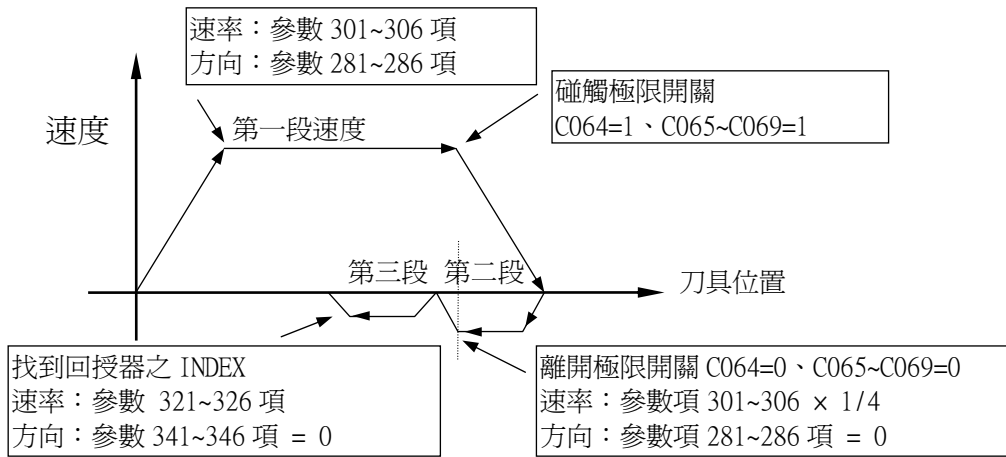 速率：參數 301~306 項
方向：參數 281~286 項
碰觸極限開關
C064=1、C065~C069=1
速度
第一段速度
第三段
第二段
刀具位置
找到回授器之 INDEX
速率：參數 321~326 項
方向：參數 341~346 項 = 0
離開極限開關 C064=0、C065~C069=0
速率：參數項 301~306 × 1/4
方向：參數項 281~286 項 = 0